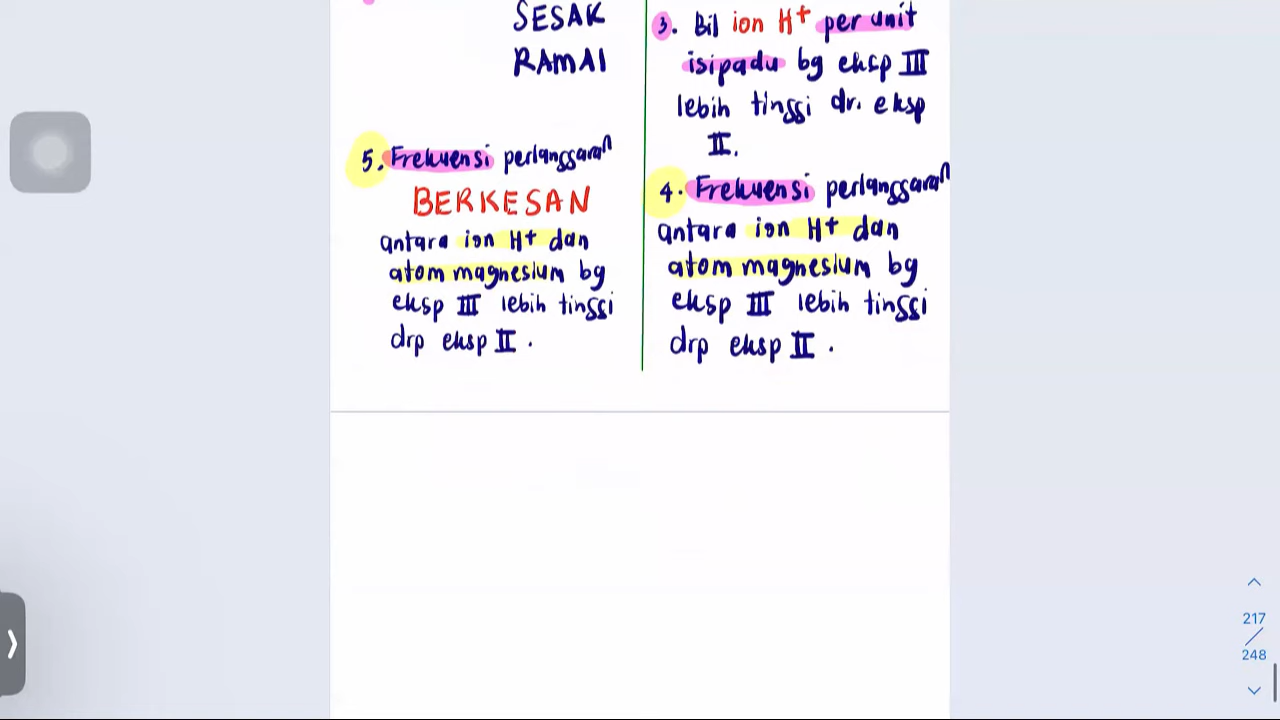 SESAK
RAMAI
5. Frekuensi perlanggaran
BERKESAN
antara ion H+ dan
atom magnesium bg
eksp III lebih tinggi
drp eksp II.
3. Bil ion H+ per unit
isipadu bg eksp III
lebih tinggi dr. eksp
II.
4. Frekuensi perlanggaran
antara ion H+ dan
atom magnesium bg
eksp III lebih tinggi
drp eksp II.
217
248